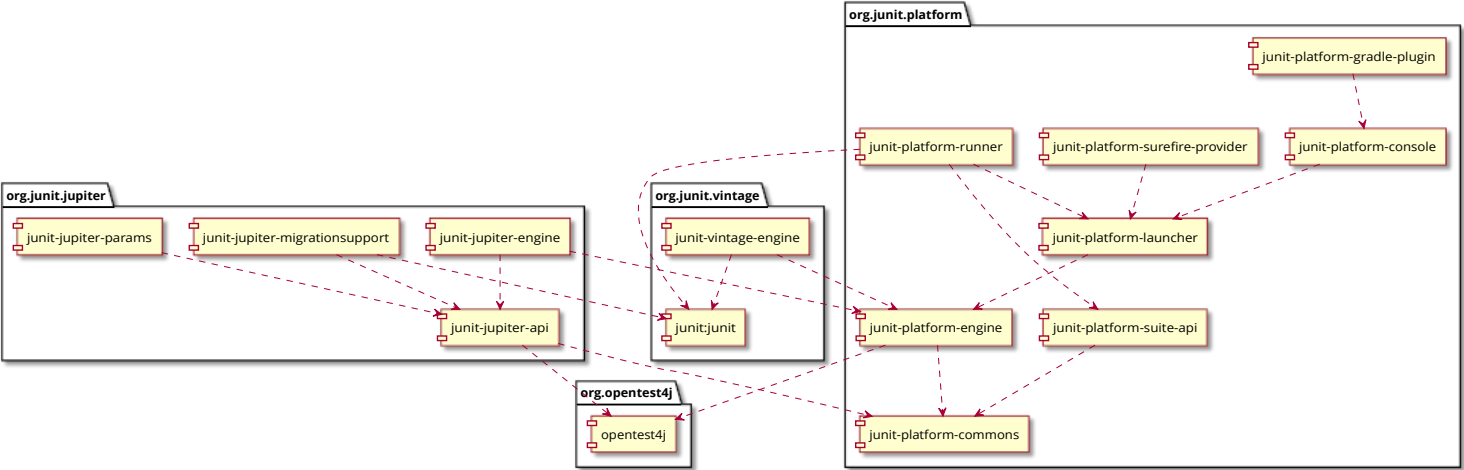 org.junit.platform
junit-platform-gradle-plugin
junit-platform-runner
junit-platform-surefire-provider
junit-platform-console
org.junit.jupiter
org.junit.vintage
junit-jupiter-params
junit-jupiter-migrationsupport
junit-jupiter-engine
junit-vintage-engine
junit-platform-launcher
junit-jupiter-api
junit:junit
junit-platform-engine
junit-platform-suite-api
org.opentest4j
opentest4j
junit-platform-commons